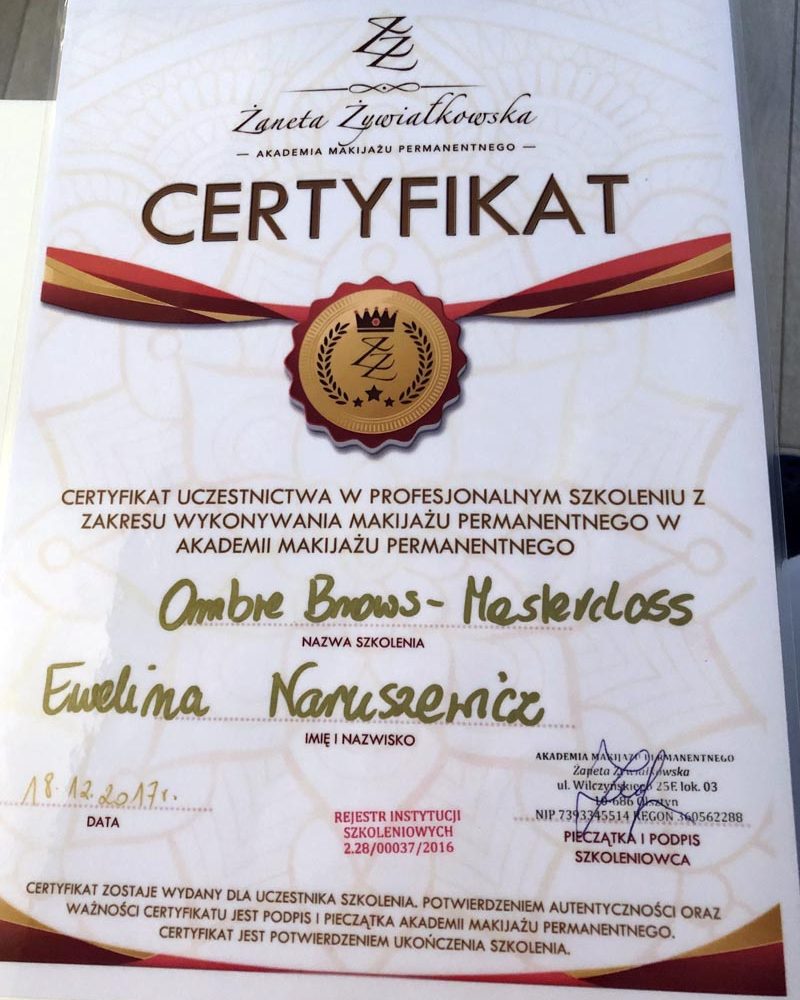 ŻŻ
Żaneta Żywiałkowska
— AKADEMIA MAKIJAŻU PERMANENTNEGO —
CERTYFIKAT
ŻŻ
CERTYFIKAT UCZESTNICTWA W PROFESJONALNYM SZKOLENIU Z
ZAKRESU WYKONYWANIA MAKIJAŻU PERMANENTNEGO W
AKADEMII MAKIJAŻU PERMANENTNEGO
Ombre Brows - Masterclass
NAZWA SZKOLENIA
Ewelina Naruszewicz
IMIĘ I NAZWISKO
AKADEMIA MAKIJAŻU PERMANENTNEGO
Żaneta Żywiałkowska
ul. Wilczyńskiego 25F lok. 03
10-686 Olsztyn
NIP 7393345514 REGON 360562288
18.12.2017r.
DATA
REJESTR INSTYTUCJI
SZKOLENIOWYCH
2.28/00037/2016
PIECZĄTKA I PODPIS
SZKOLENIOWCA
CERTYFIKAT ZOSTAJE WYDANY DLA UCZESTNIKA SZKOLENIA. POTWIERDZENIEM AUTENTYCZNOŚCI ORAZ
WAŻNOŚCI CERTYFIKATU JEST PODPIS I PIECZĄTKA AKADEMII MAKIJAŻU PERMANENTNEGO.
CERTYFIKAT JEST POTWIERDZENIEM UKOŃCZENIA SZKOLENIA.